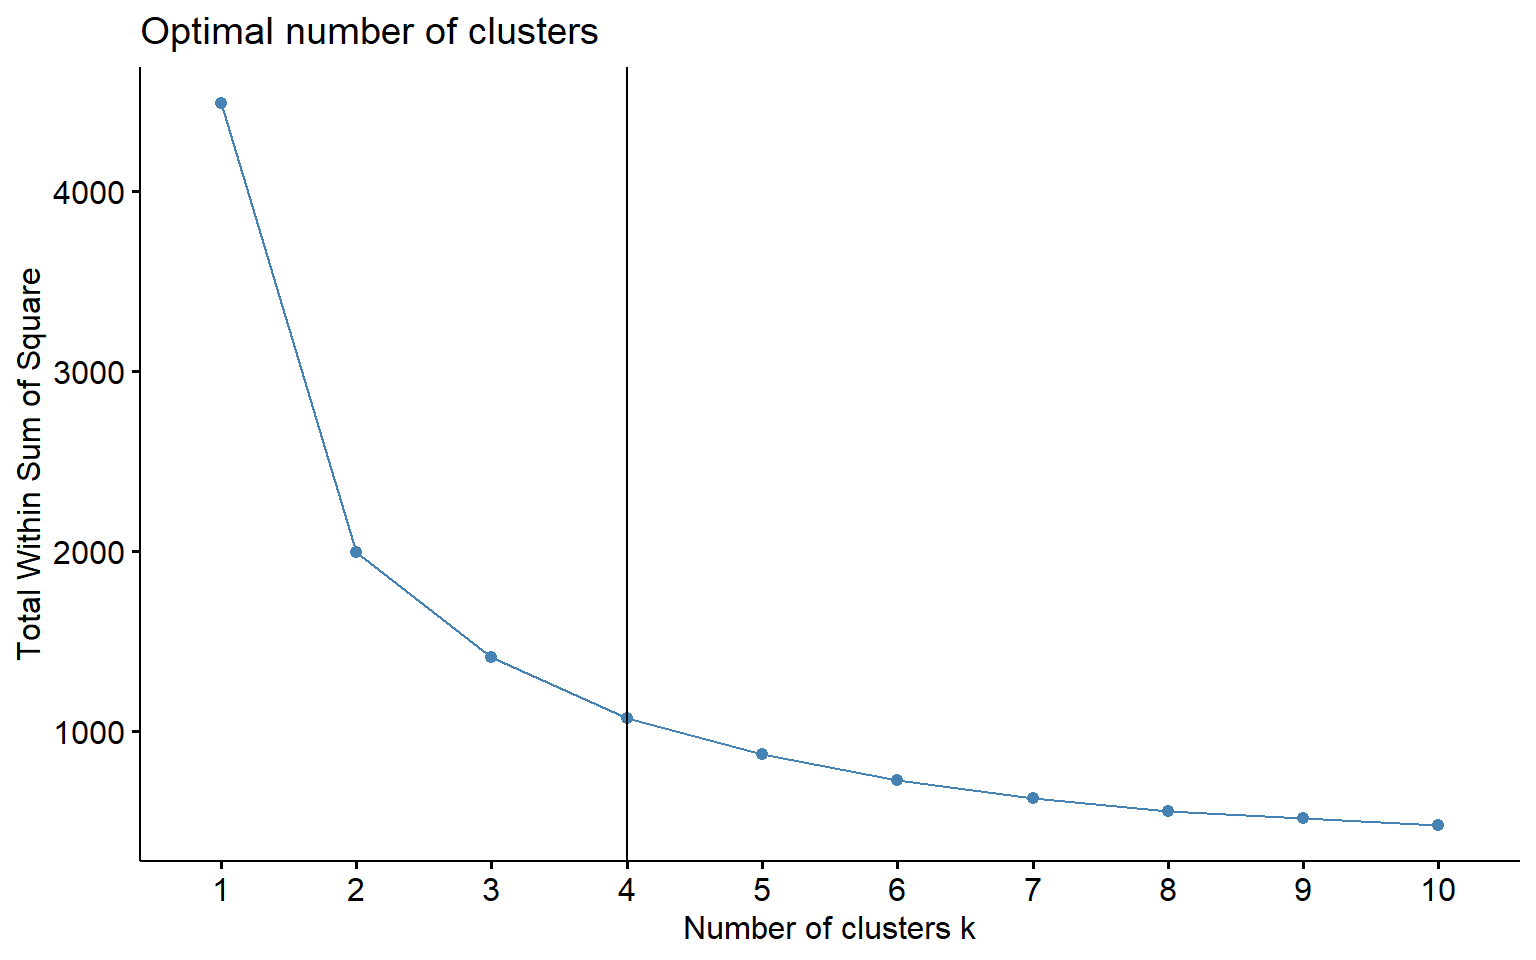 Optimal number of clusters
Total Within Sum of Square
4000
3000
2000
1000
1 2 3 4 5 6 7 8 9 10
Number of clusters k